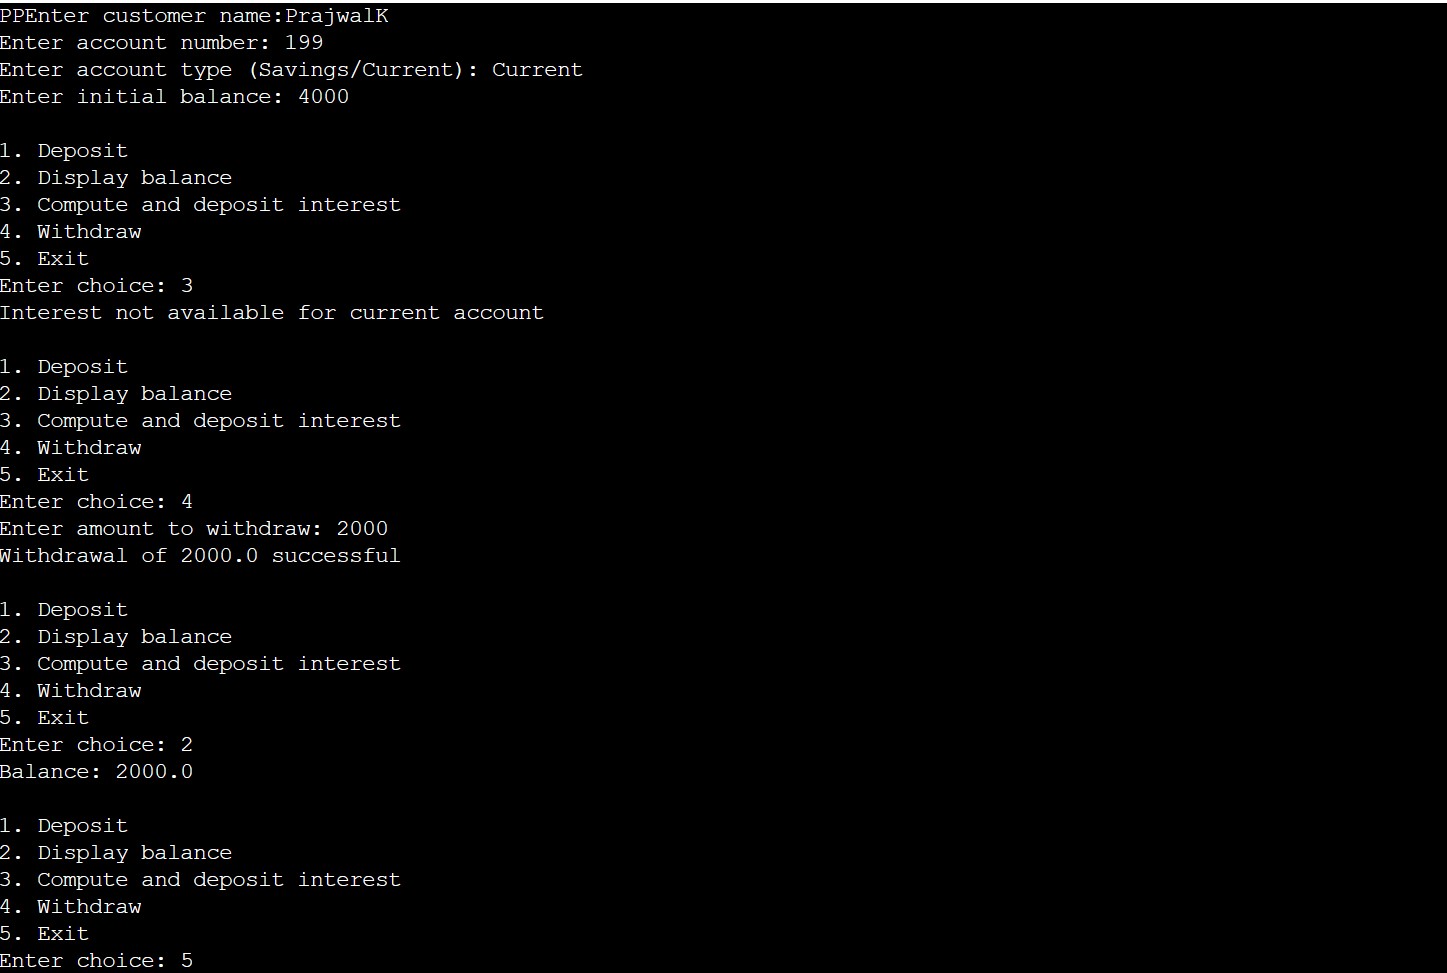 PPEnter customer name:PrajwalK
Enter account number: 199
Enter account type (Savings/Current): Current
Enter initial balance: 4000

1. Deposit
2. Display balance
3. Compute and deposit interest
4. Withdraw
5. Exit
Enter choice: 3
Interest not available for current account

1. Deposit
2. Display balance
3. Compute and deposit interest
4. Withdraw
5. Exit
Enter choice: 4
Enter amount to withdraw: 2000
Withdrawal of 2000.0 successful

1. Deposit
2. Display balance
3. Compute and deposit interest
4. Withdraw
5. Exit
Enter choice: 2
Balance: 2000.0

1. Deposit
2. Display balance
3. Compute and deposit interest
4. Withdraw
5. Exit
Enter choice: 5